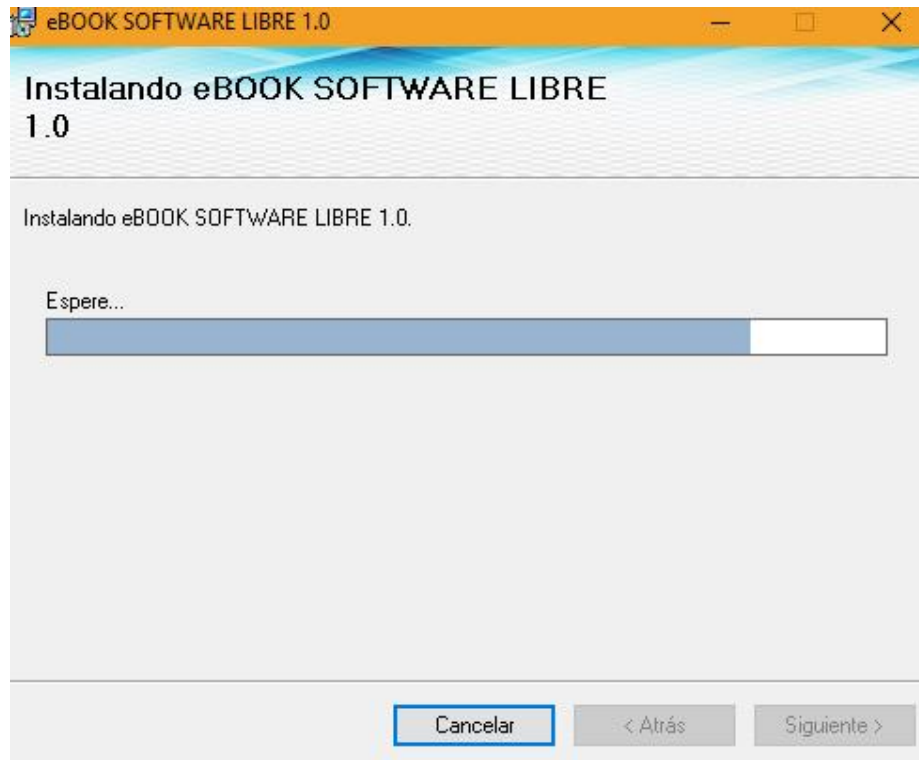 eBOOK SOFTWARE LIBRE 1.0
Instalando eBOOK SOFTWARE LIBRE
1.0
Instalando eBOOK SOFTWARE LIBRE 1.0.
Espere...
Cancelar
< Atrás
Siguiente >